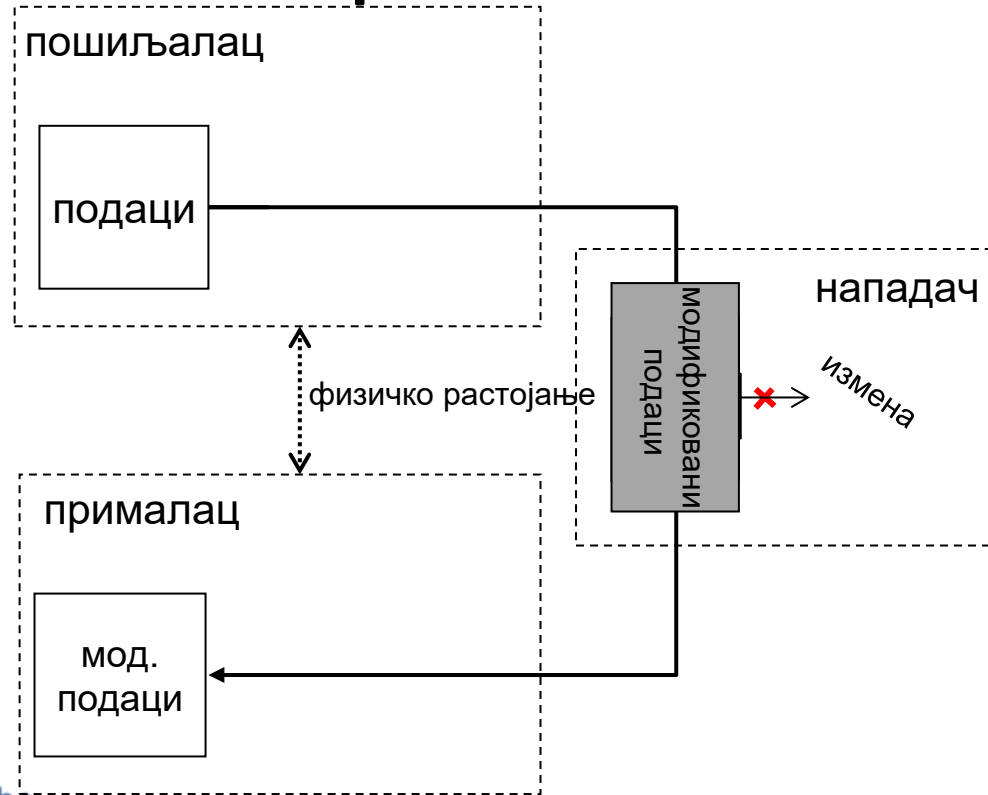 пошиљалац
подаци
нападач
модификовани
подаци
измена
физичко растојање
прималац
мод.
подаци